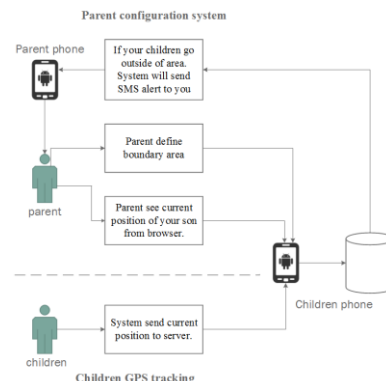 Parent configuration system
Parent phone
If your children go
outside of area.
System will send
SMS alert to you
Parent define
boundary area
parent
Parent see current
position of your son
from browser.
Children phone
System send current
position to server.
children
Children GPS tracking